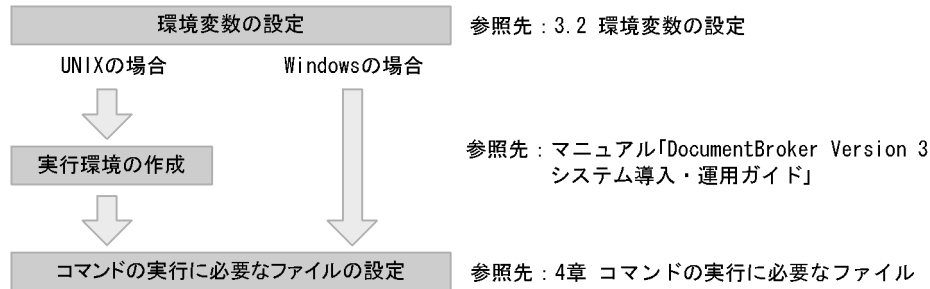 環境変数の設定
参照先：3.2 環境変数の設定
UNIXの場合
Windowsの場合
実行環境の作成
参照先：マニュアル「DocumentBroker Version 3
システム導入・運用ガイド」
コマンドの実行に必要なファイルの設定
参照先：4章 コマンドの実行に必要なファイル